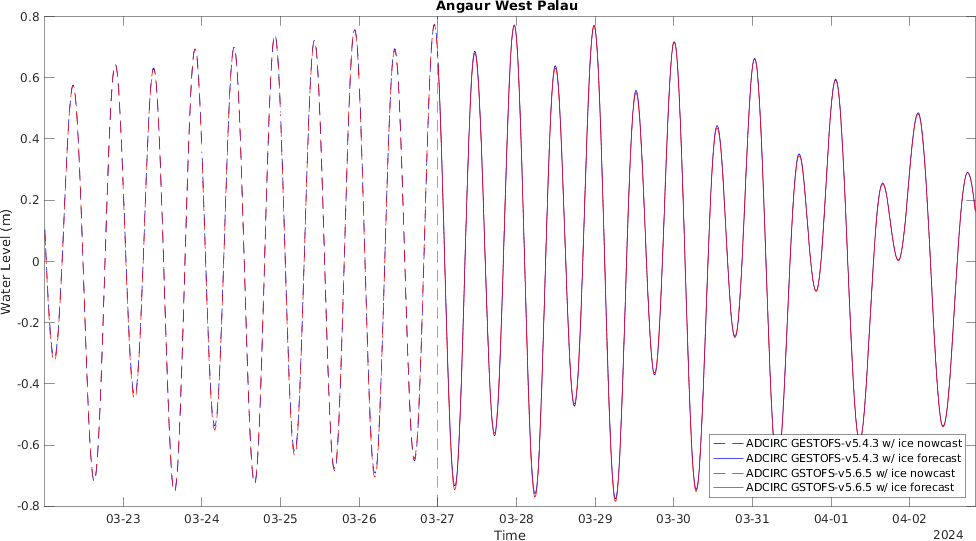 Angaur West Palau
0.8
0.6
0.4
0.2
0
-0.2
-0.4
-0.6
-0.8
Water Level (m)
ADCIRC GESTOFS-v5.4.3 w/ ice nowcast
ADCIRC GESTOFS-v5.4.3 w/ ice forecast
ADCIRC GSTOFS-v5.6.5 w/ ice nowcast
ADCIRC GSTOFS-v5.6.5 w/ ice forecast
03-23 03-24 03-25 03-26 03-27 03-28 03-29 03-30 03-31 04-01 04-02
Time
2024